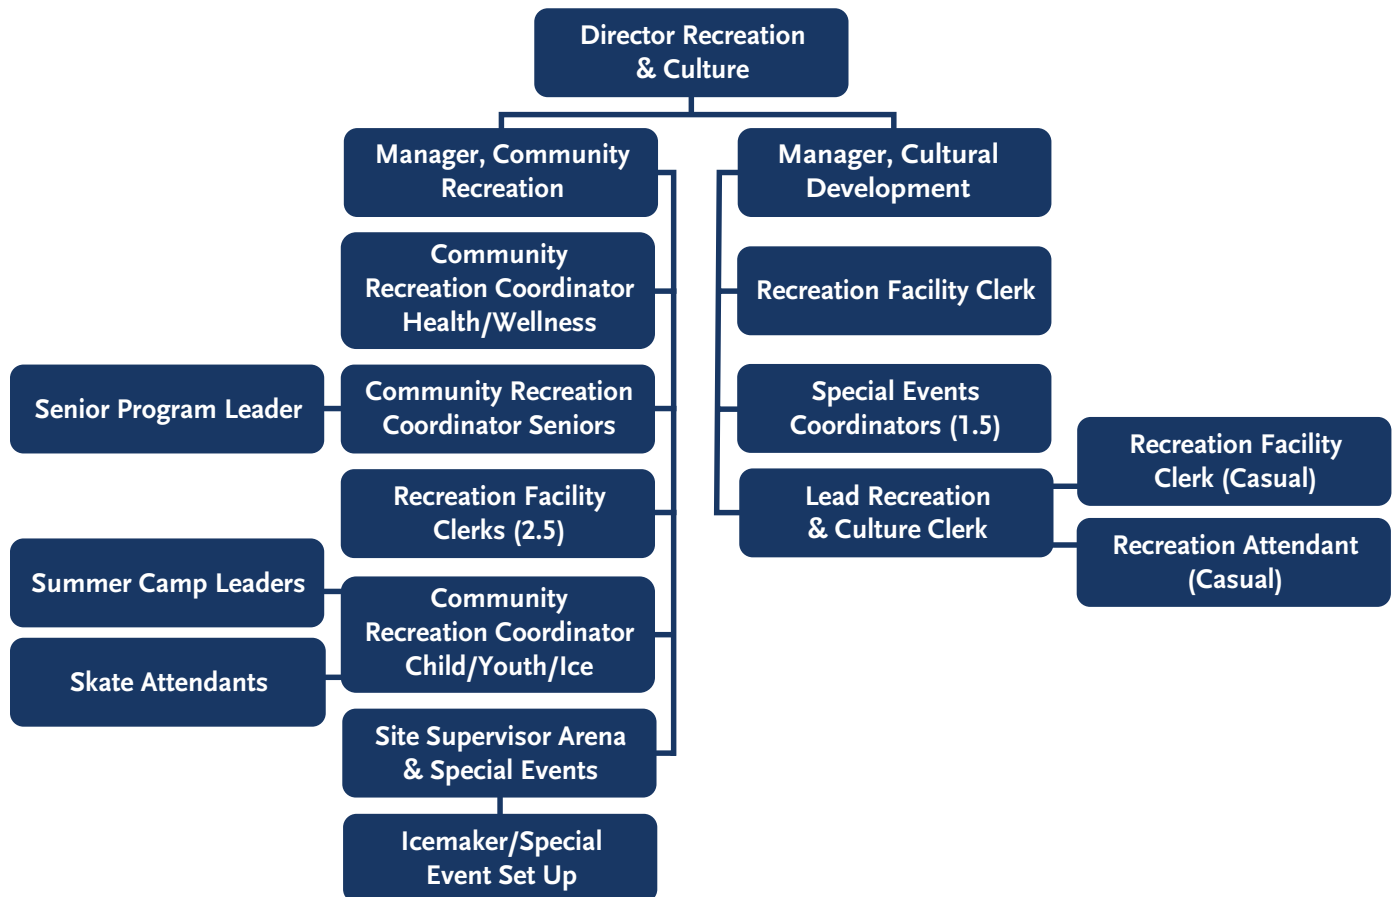 Director Recreation
& Culture
Manager, Community
Recreation
Manager, Cultural
Development
Community
Recreation Coordinator
Health/Wellness
Recreation Facility Clerk
Senior Program Leader
Community Recreation
Coordinator Seniors
Special Events
Coordinators (1.5)
Recreation Facility
Clerk (Casual)
Recreation Facility
Clerks (2.5)
Lead Recreation
& Culture Clerk
Recreation Attendant
(Casual)
Summer Camp Leaders
Community
Recreation Coordinator
Child/Youth/Ice
Skate Attendants
Site Supervisor Arena
& Special Events
Icemaker/Special
Event Set Up